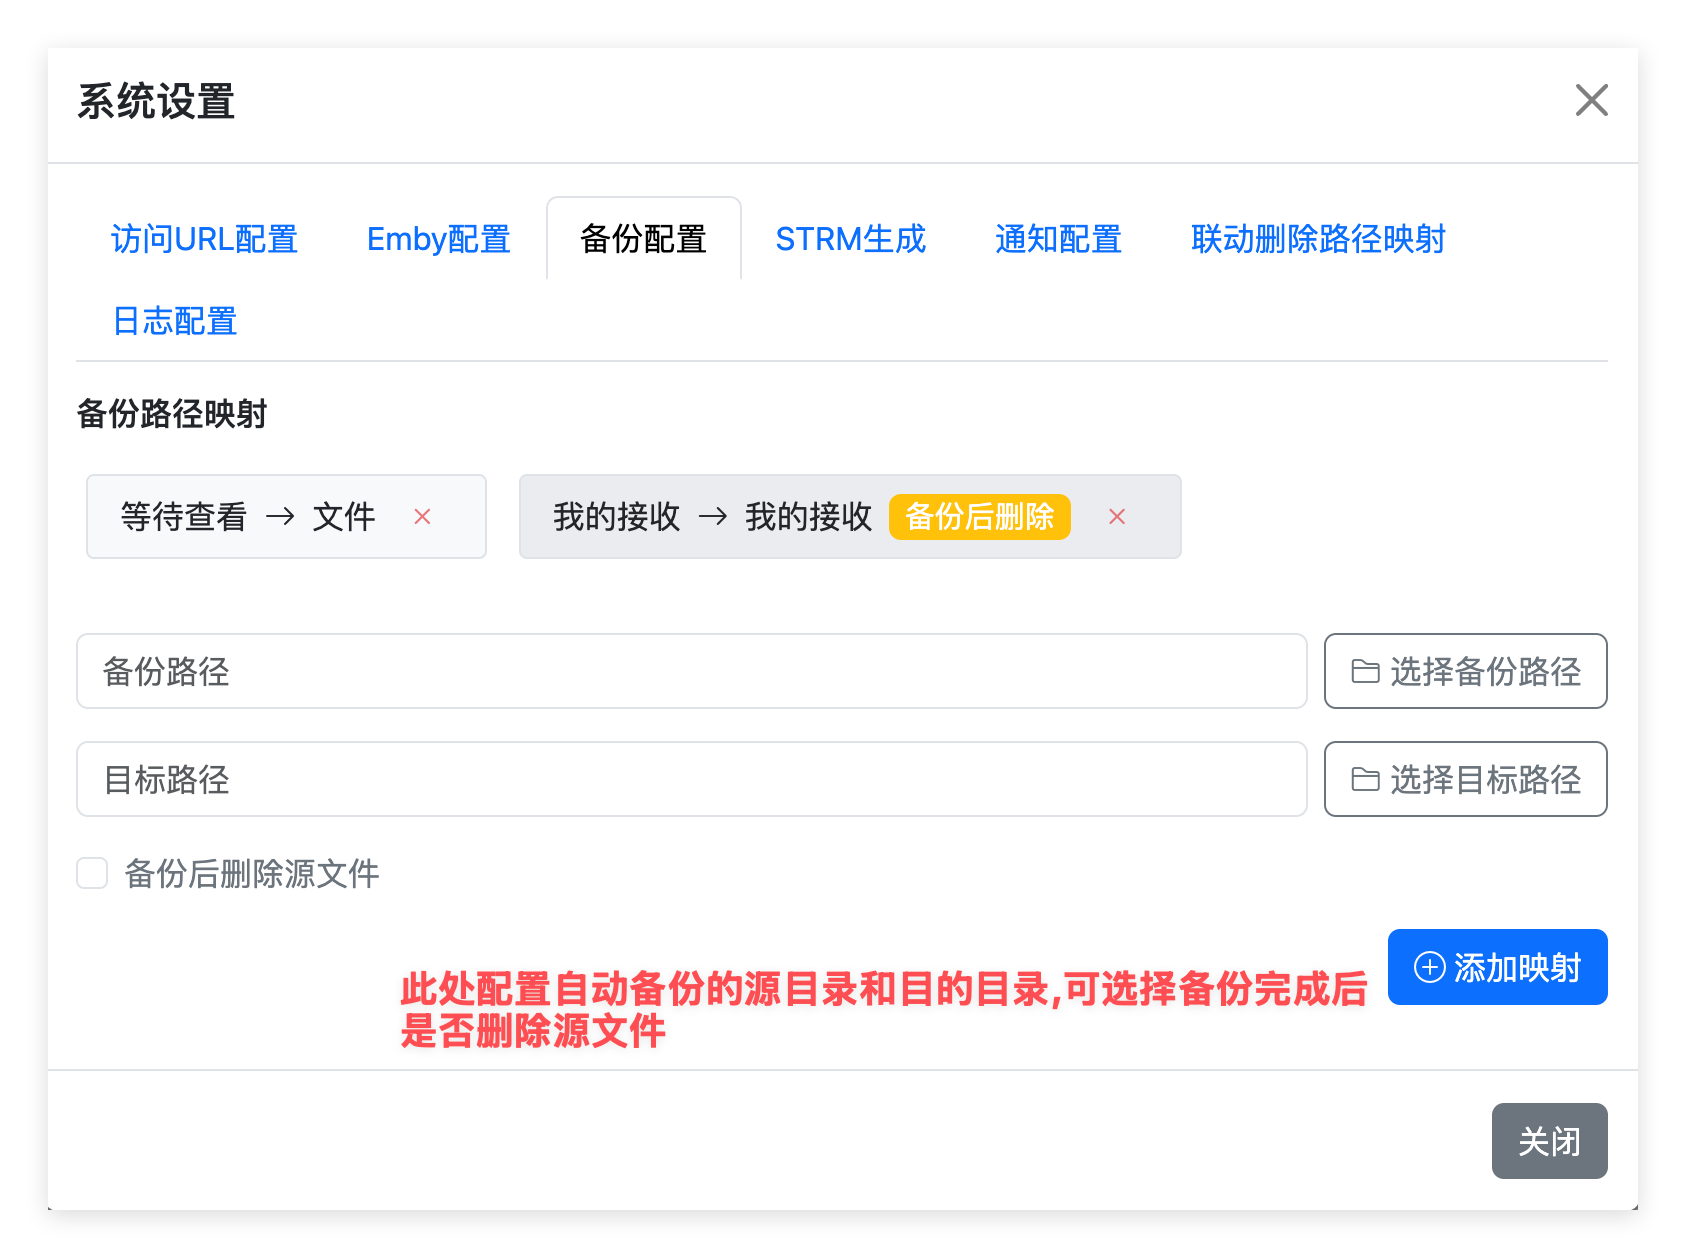 系统设置
访问URL配置 Emby配置 备份配置 STRM生成 通知配置 联动删除路径映射
日志配置
备份路径映射
等待查看 → 文件 × 我的接收 → 我的接收 备份后删除 ×
备份路径 选择备份路径
目标路径 选择目标路径
备份后删除源文件
添加映射
此处配置自动备份的源目录和目的目录,可选择备份完成后
是否删除源文件
关闭